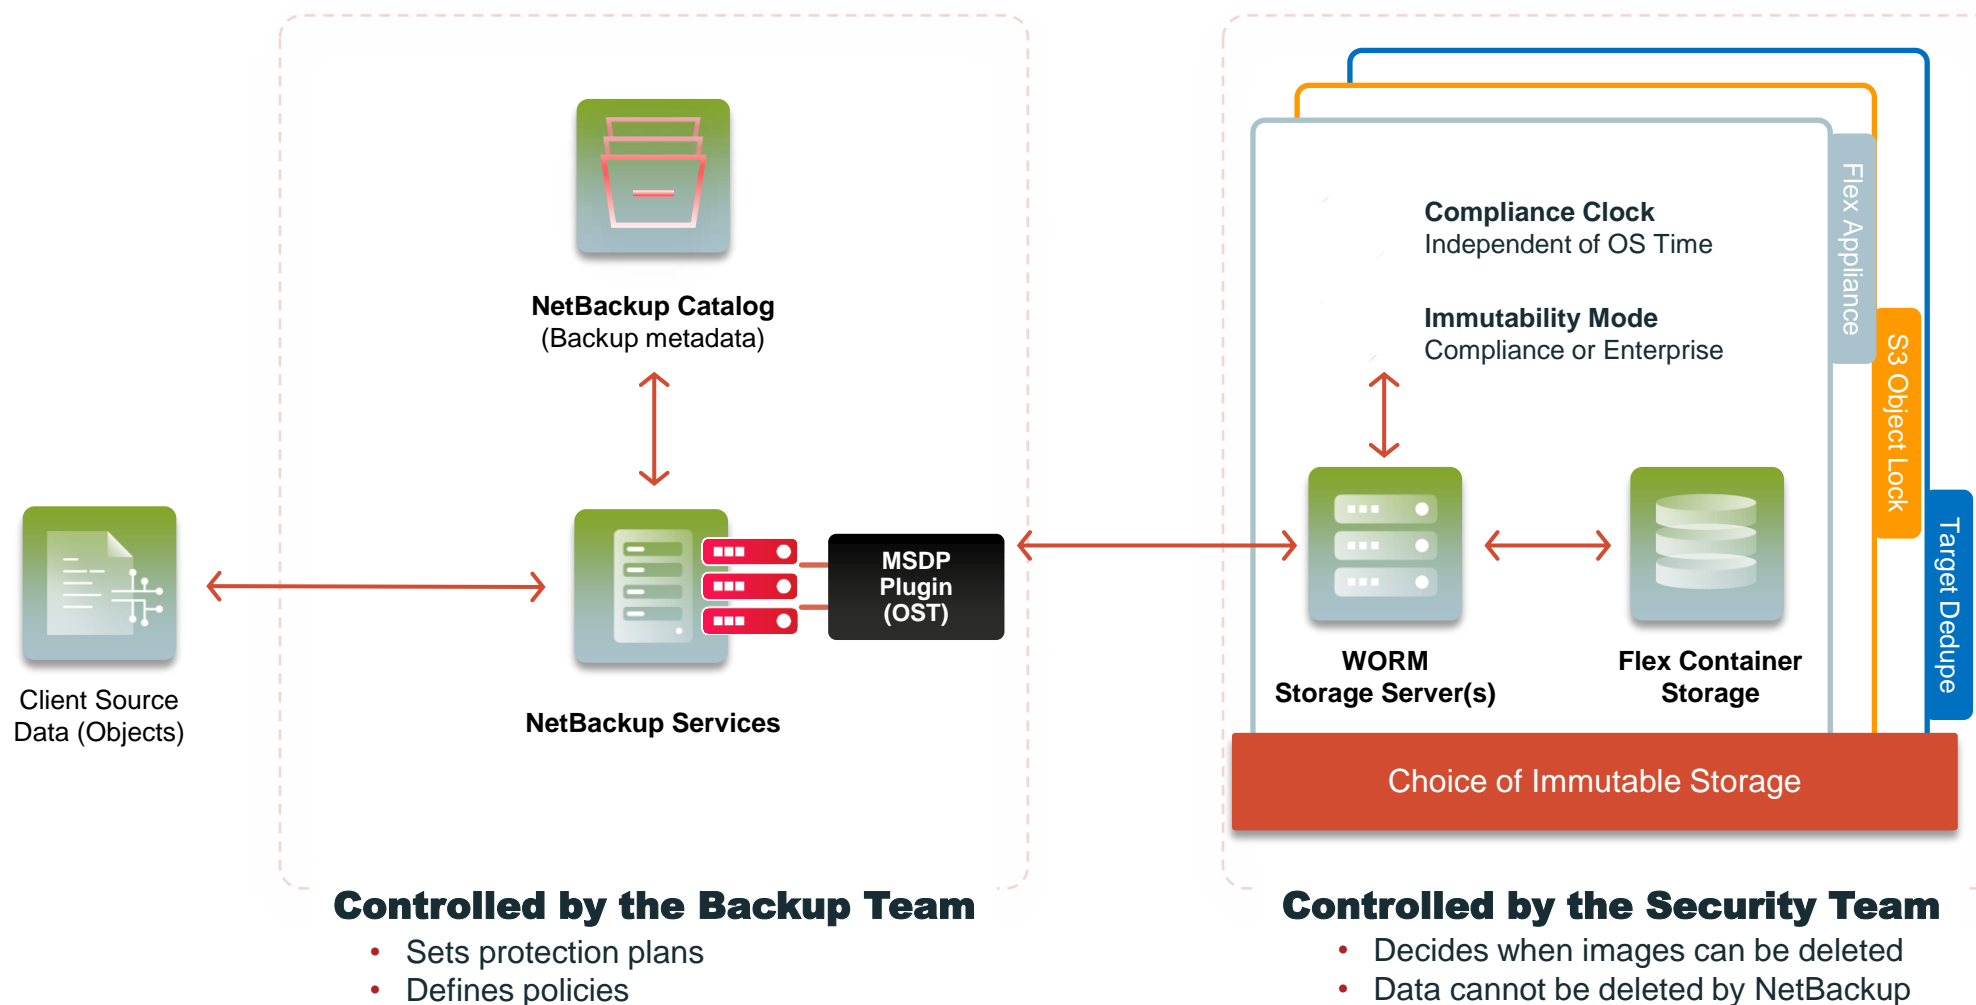 NetBackup Catalog
(Backup metadata)
Client Source
Data (Objects)
NetBackup Services
MSDP
Plugin
(OST)
Compliance Clock
Independent of OS Time
Immutability Mode
Compliance or Enterprise
WORM
Storage Server(s)
Flex Container
Storage
Flex Appliance
S3 Object Lock
Target Dedupe
Choice of Immutable Storage
Controlled by the Backup Team
• Sets protection plans
• Defines policies
Controlled by the Security Team
• Decides when images can be deleted
• Data cannot be deleted by NetBackup